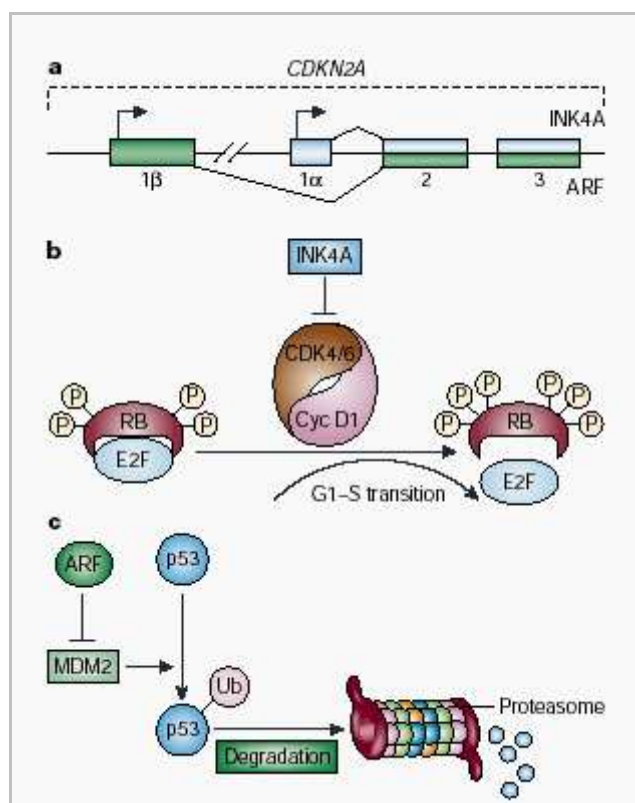 a
CDKN2A
INK4A
1β
1α
2
3
ARF
b
INK4A
CDK4/6
Cyc D1
P
P
P
P
RB
E2F
P
P
P
P
P
P
RB
E2F
G1–S transition
c
ARF
p53
MDM2
Ub
p53
Degradation
Proteasome